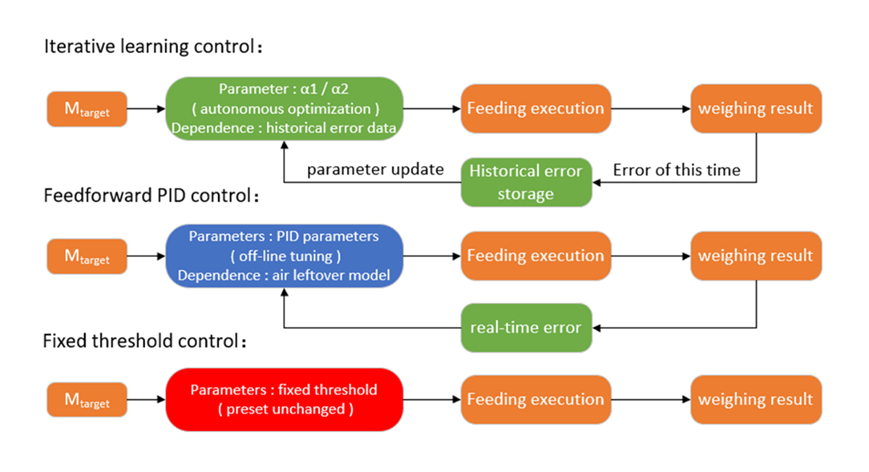 Iterative learning control：
M_target
Parameter : α1 / α2
( autonomous optimization )
Dependence : historical error data
Feeding execution
weighing result
parameter update
Historical error
storage
Error of this time
Feedforward PID control：
M_target
Parameters : PID parameters
( off-line tuning )
Dependence : air leftover model
Feeding execution
weighing result
real-time error
Fixed threshold control：
M_target
Parameters : fixed threshold
( preset unchanged )
Feeding execution
weighing result